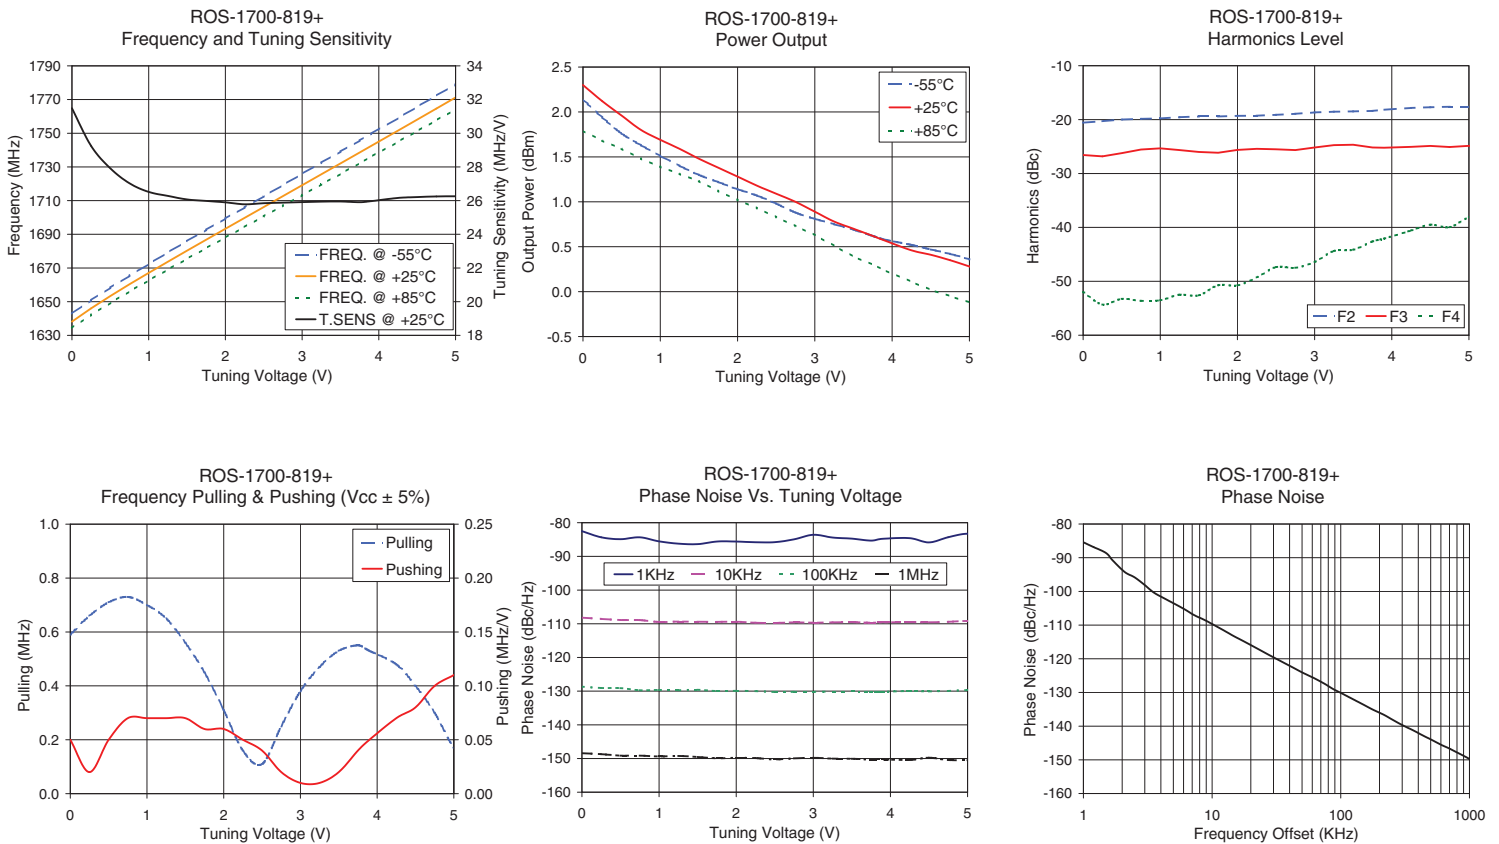 ROS-1700-819+
Frequency and Tuning Sensitivity
1790
1770
1750
1730
1710
1690
1670
1650
1630
34
32
30
28
26
24
22
20
18
Frequency (MHz)
Tuning Sensitivity (MHz/V)
FREQ. @ -55°C
FREQ. @ +25°C
FREQ. @ +85°C
T.SENS @ +25°C
0 1 2 3 4 5
Tuning Voltage (V)
ROS-1700-819+
Power Output
2.5
2.0
1.5
1.0
0.5
0.0
-0.5
Output Power (dBm)
-55°C
+25°C
+85°C
0 1 2 3 4 5
Tuning Voltage (V)
ROS-1700-819+
Harmonics Level
-10
-20
-30
-40
-50
-60
Harmonics (dBc)
F2 F3 F4
0 1 2 3 4 5
Tuning Voltage (V)
ROS-1700-819+
Frequency Pulling & Pushing (Vcc ± 5%)
1.0
0.8
0.6
0.4
0.2
0.0
0.25
0.20
0.15
0.10
0.05
0.00
Pulling (MHz)
Pushing (MHz/V)
Pulling
Pushing
0 1 2 3 4 5
Tuning Voltage (V)
ROS-1700-819+
Phase Noise Vs. Tuning Voltage
-80
-90
-100
-110
-120
-130
-140
-150
-160
Phase Noise (dBc/Hz)
1KHz 10KHz 100KHz 1MHz
0 1 2 3 4 5
Tuning Voltage (V)
ROS-1700-819+
Phase Noise
-80
-90
-100
-110
-120
-130
-140
-150
-160
Phase Noise (dBc/Hz)
1 10 100 1000
Frequency Offset (KHz)